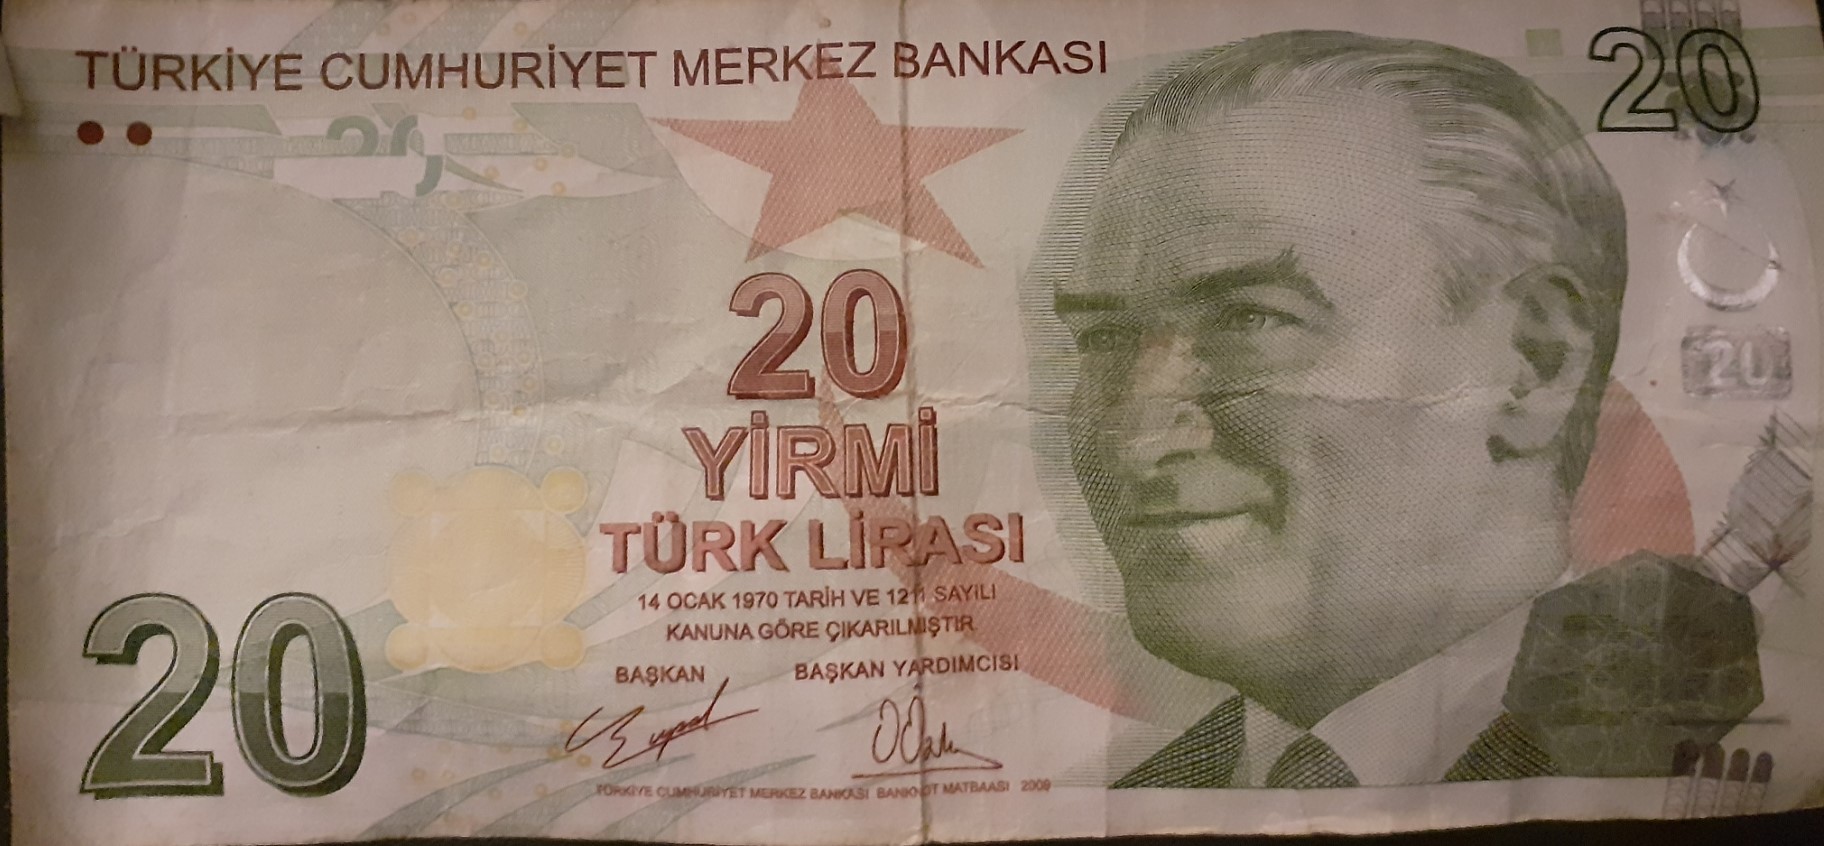 TÜRKİYE CUMHURİYET MERKEZ BANKASI
20
20
20
YİRMİ
TÜRK LİRASI
14 OCAK 1970 TARİH VE 1211 SAYILI
KANUNA GÖRE ÇIKARILMIŞTIR
BAŞKAN BAŞKAN YARDIMCISI
20
TÜRKİYE CUMHURİYET MERKEZ BANKASI BANKNOT MATBAASI 2009